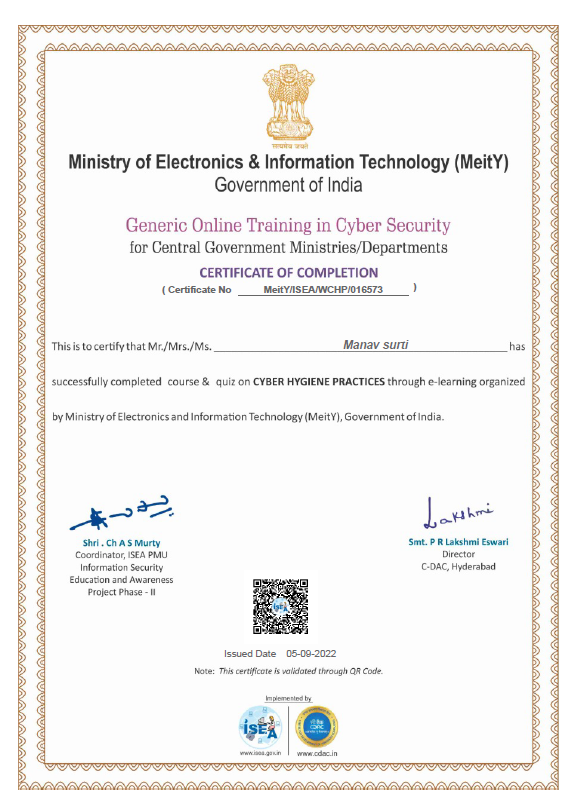 सत्यमेव जयते
Ministry of Electronics & Information Technology (MeitY)
Government of India
Generic Online Training in Cyber Security
for Central Government Ministries/Departments
CERTIFICATE OF COMPLETION
( Certificate No MeitY/ISEA/WCHP/016573 )
This is to certify that Mr./Mrs./Ms. Manav surti has
successfully completed course & quiz on CYBER HYGIENE PRACTICES through e-learning organized
by Ministry of Electronics and Information Technology (MeitY), Government of India.
Lakshmi
Shri . Ch A S Murty
Coordinator, ISEA PMU
Information Security
Education and Awareness
Project Phase - II
Smt. P R Lakshmi Eswari
Director
C-DAC, Hyderabad
ISEA
Issued Date 05-09-2022
Note: This certificate is validated through QR Code.
Implemented by
ISEA
www.isea.gov.in
CDAC
www.cdac.in